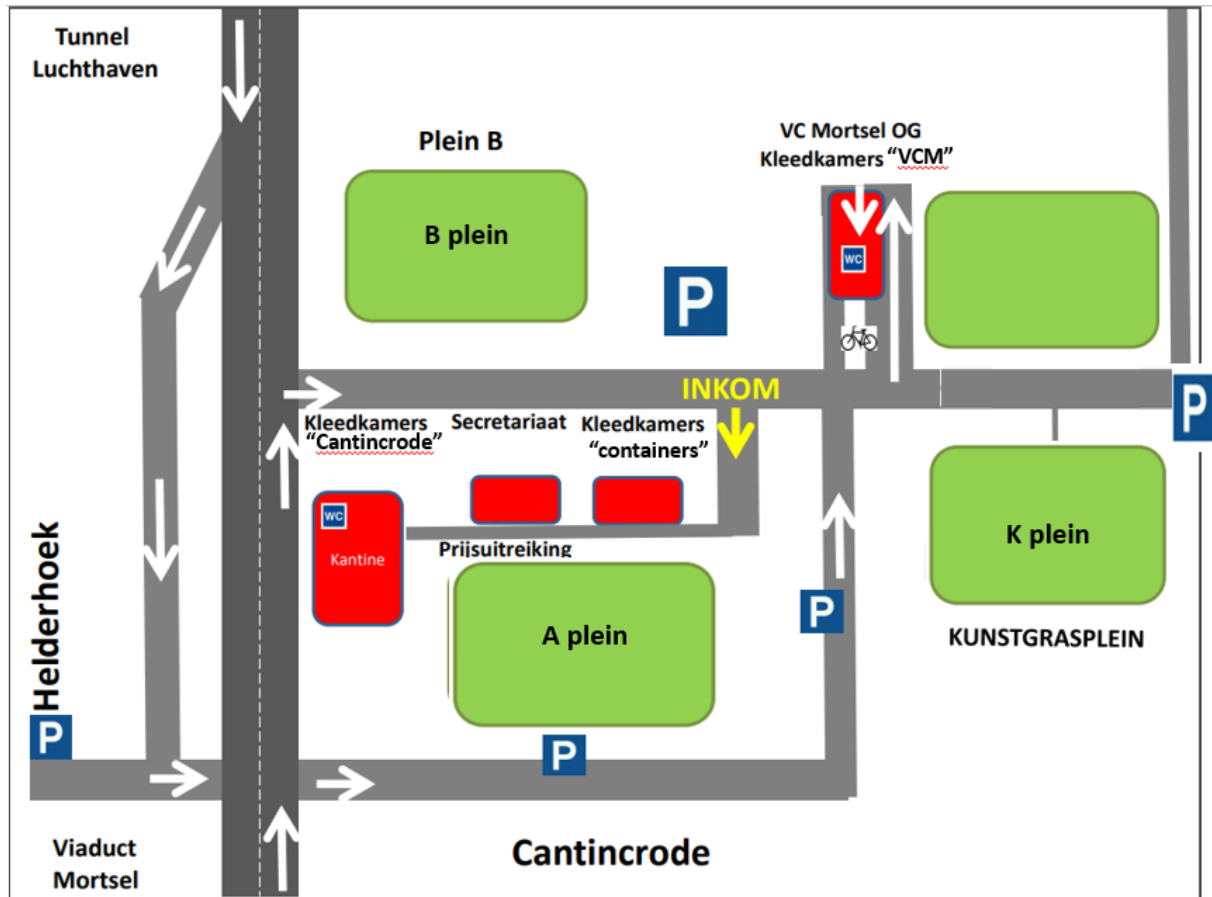 Tunnel
Luchthaven
Plein B
B plein
VC Mortsel OG
Kleedkamers “VCM”
WC
P
INKOM
P
Kleedkamers
“Cantincrode”
Secretariaat
Kleedkamers
“containers”
WC
Kantine
Prijsuitreiking
A plein
K plein
KUNSTGRASPLEIN
P
Helderhoek
P
P
Viaduct
Mortsel
Cantincrode